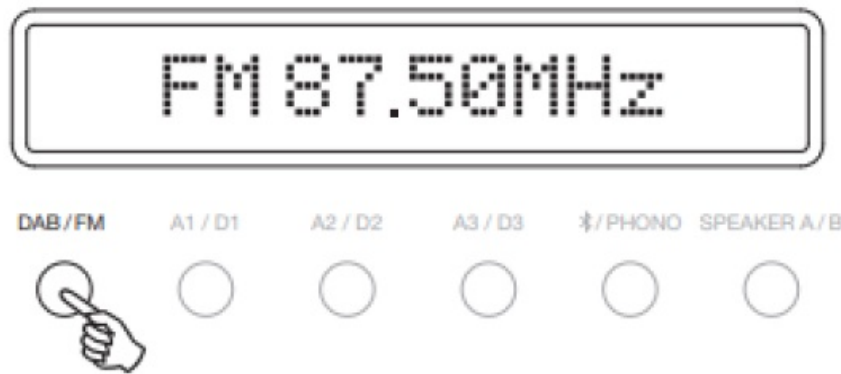 FM 87.50MHz
DAB/FM A1 / D1 A2 / D2 A3 / D3 /PHONO SPEAKER A / B